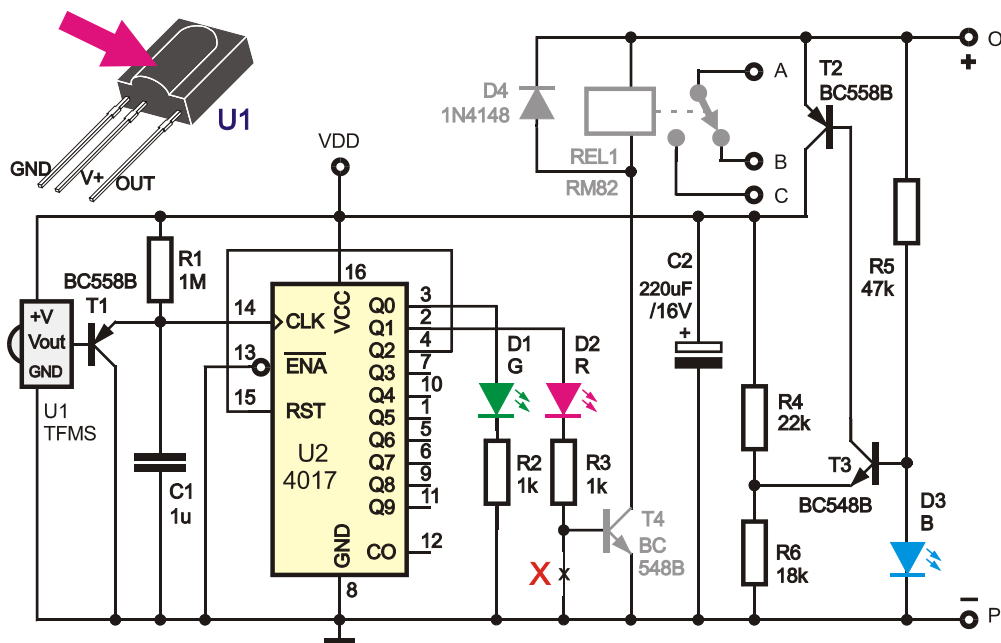 U1
GND
V+
OUT
VDD
D4
1N4148
REL1
RM82
A
B
C
T2
BC558B
O
+
R1
1M
BC558B
T1
+V
Vout
GND
U1
TFMS
C1
1u
14
13
15
16
VCC
CLK
ENA
RST
U2
4017
GND
8
Q0
Q1
Q2
Q3
Q4
Q5
Q6
Q7
Q8
Q9
CO
3
2
4
7
10
1
5
6
9
11
12
D1
G
D2
R
R2
1k
R3
1k
X
x
T4
BC
548B
C2
220uF
/16V
+
R4
22k
R6
18k
T3
BC548B
R5
47k
D3
B
–
P